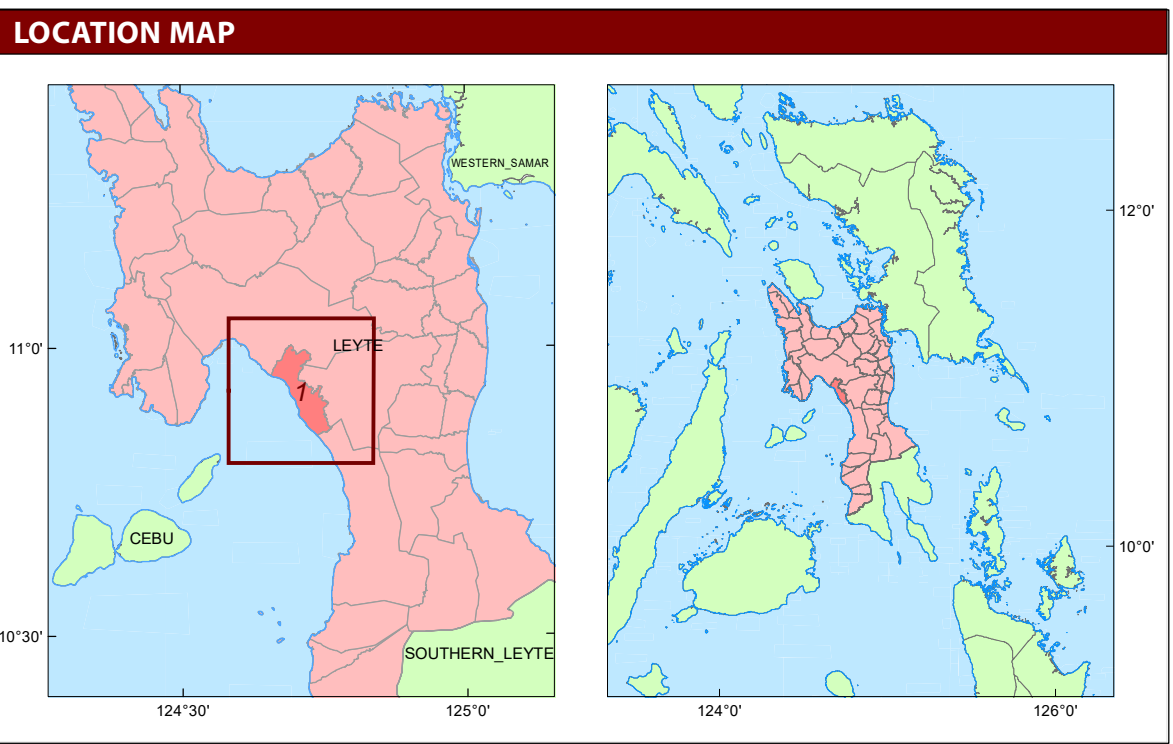 LOCATION MAP
WESTERN_SAMAR
LEYTE
1
CEBU
SOUTHERN_LEYTE
11°0'
10°30'
124°30'
125°0'
12°0'
10°0'
124°0'
126°0'